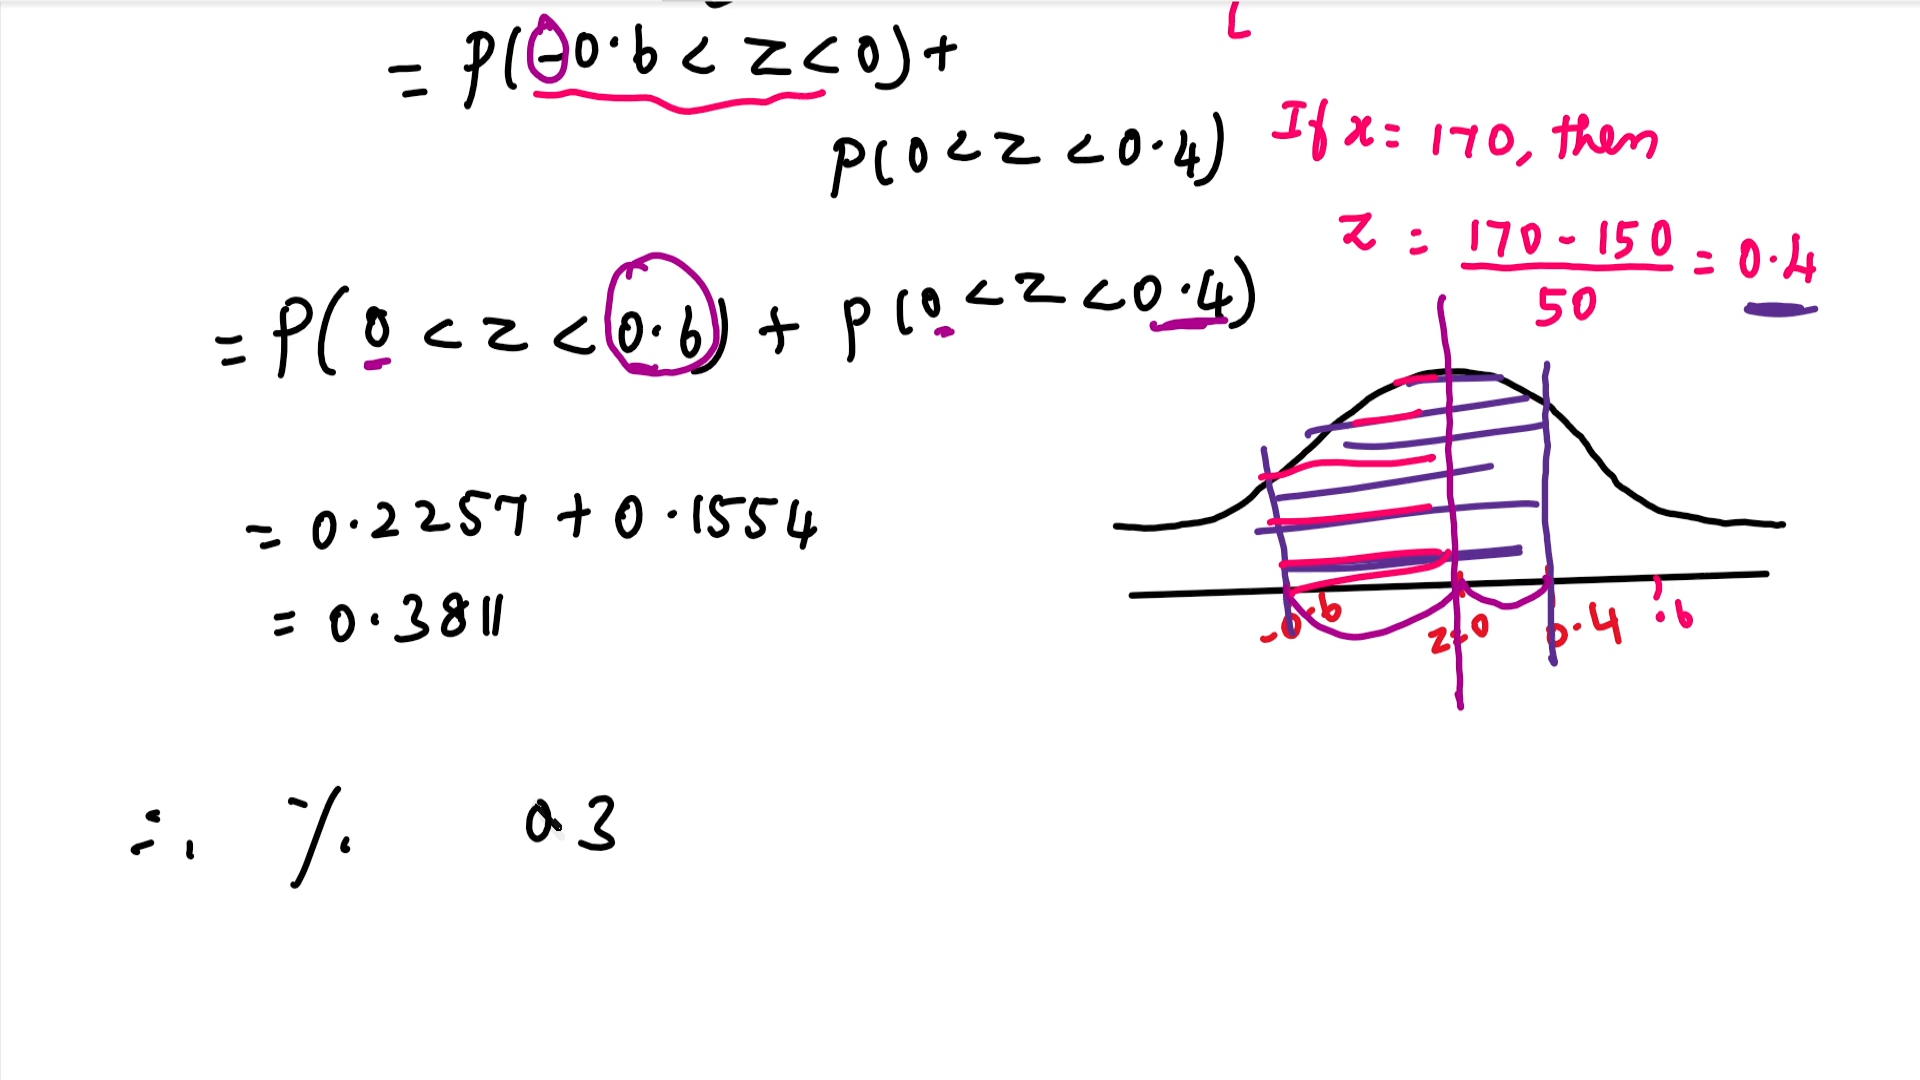 = P(-0.6 < z < 0) +
P(0 < z < 0.4)
= P(0 < z < 0.6) + P(0 < z < 0.4)
= 0.2257 + 0.1554
= 0.3811
∴ % 0.3
If x = 170, then
z = 170 - 150 = 0.4
50
-0.6 z=0 0.4 .6